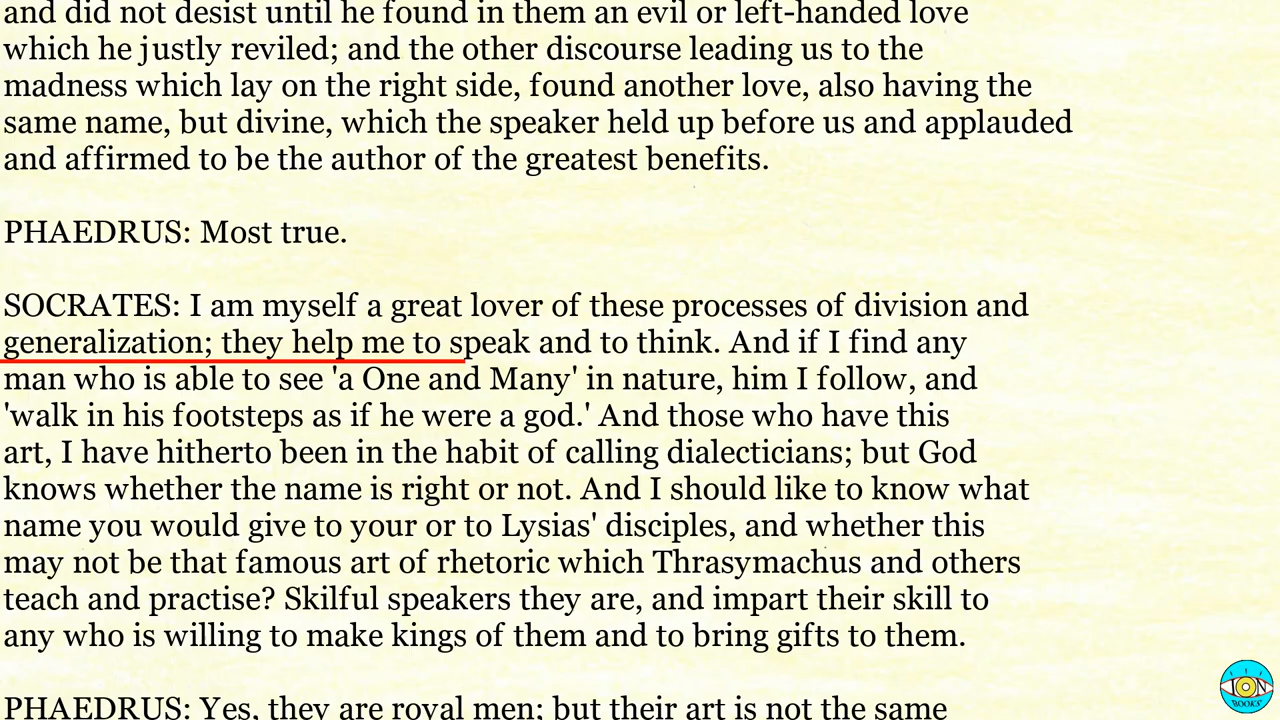 and did not desist until he found in them an evil or left-handed love
which he justly reviled; and the other discourse leading us to the
madness which lay on the right side, found another love, also having the
same name, but divine, which the speaker held up before us and applauded
and affirmed to be the author of the greatest benefits.
PHAEDRUS: Most true.
SOCRATES: I am myself a great lover of these processes of division and
generalization; they help me to speak and to think. And if I find any
man who is able to see 'a One and Many' in nature, him I follow, and
'walk in his footsteps as if he were a god.' And those who have this
art, I have hitherto been in the habit of calling dialecticians; but God
knows whether the name is right or not. And I should like to know what
name you would give to your or to Lysias' disciples, and whether this
may not be that famous art of rhetoric which Thrasymachus and others
teach and practise? Skilful speakers they are, and impart their skill to
any who is willing to make kings of them and to bring gifts to them.
PHAEDRUS: Yes, they are royal men; but their art is not the same
ION
BOOKS